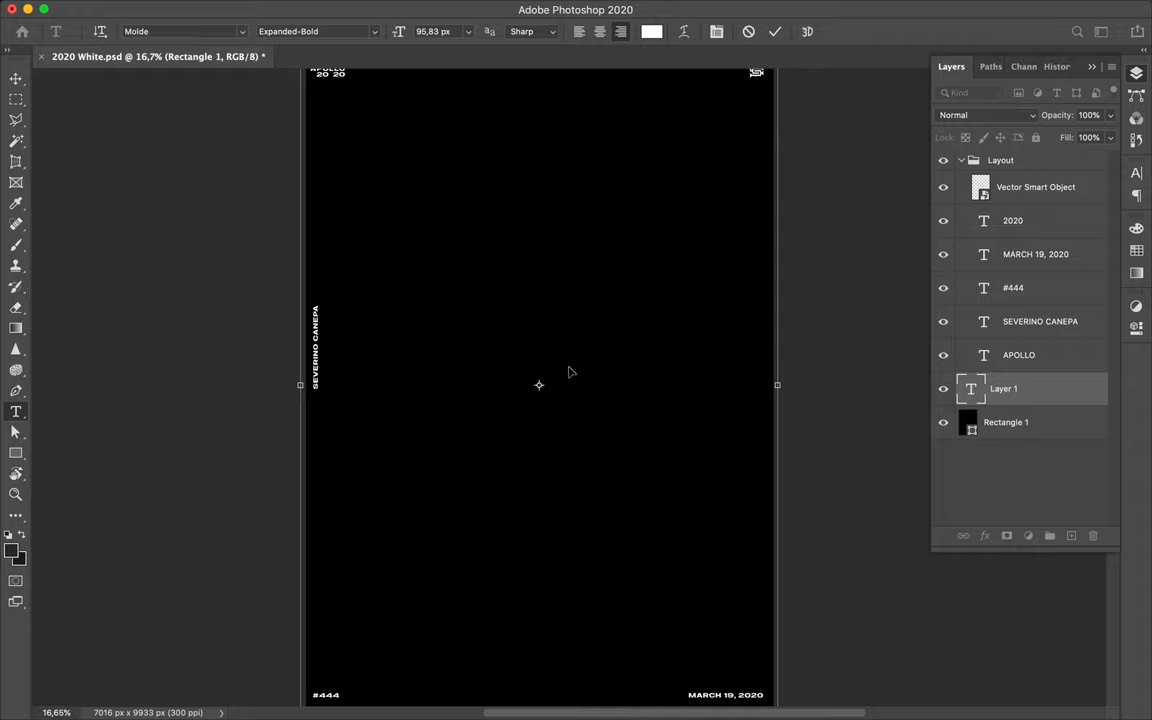 Adobe Photoshop 2020
Molde
Expanded-Bold
95,83 px
Sharp
3D
2020 White.psd @ 16,7% (Rectangle 1, RGB/8) *
APOLLO
20 20
Layers
Paths
Chann
Histor
Kind
Normal
Opacity: 100%
Lock:
Fill: 100%
Layout
Vector Smart Object
2020
MARCH 19, 2020
#444
SEVERINO CANEPA
APOLLO
Layer 1
Rectangle 1
SEVERINO CANEPA
#444
MARCH 19, 2020
16,65%
7016 px x 9933 px (300 ppi)